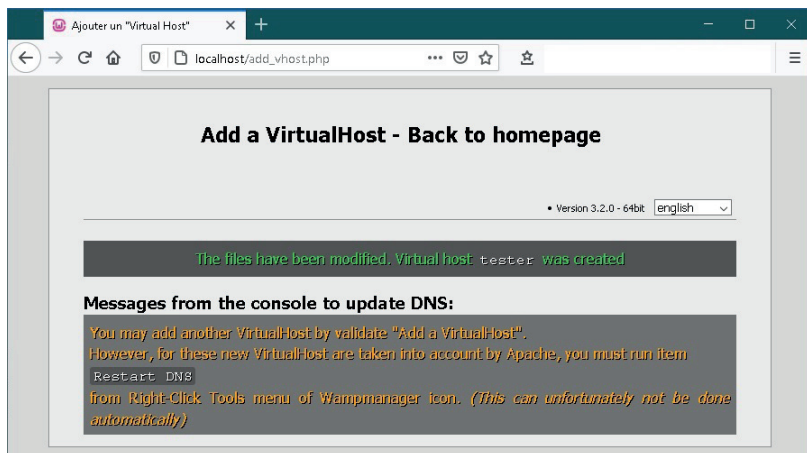 Ajouter un "Virtual Host"
localhost/add_vhost.php
Add a VirtualHost - Back to homepage
• Version 3.2.0 - 64bit english
The files have been modified. Virtual host tester was created
Messages from the console to update DNS:
You may add another VirtualHost by validate "Add a VirtualHost".
However, for these new VirtualHost are taken into account by Apache, you must run item
Restart DNS
from Right-Click Tools menu of Wampmanager icon. (This can unfortunately not be done
automatically)